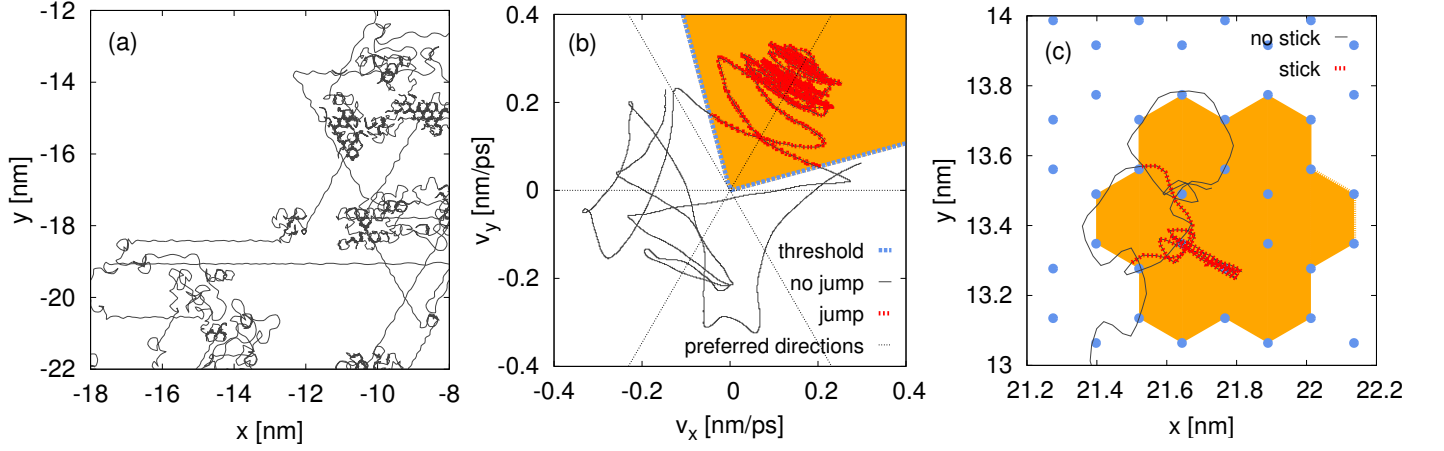 (a)
-12
-14
-16
-18
-20
-22
y [nm]
-18 -16 -14 -12 -10 -8
x [nm]
(b)
0.4
0.2
0
-0.2
-0.4
v_y [nm/ps]
threshold
no jump
jump
preferred directions
-0.4 -0.2 0 0.2 0.4
v_x [nm/ps]
(c)
no stick
stick
14
13.8
13.6
13.4
13.2
13
y [nm]
21.2 21.4 21.6 21.8 22 22.2
x [nm]